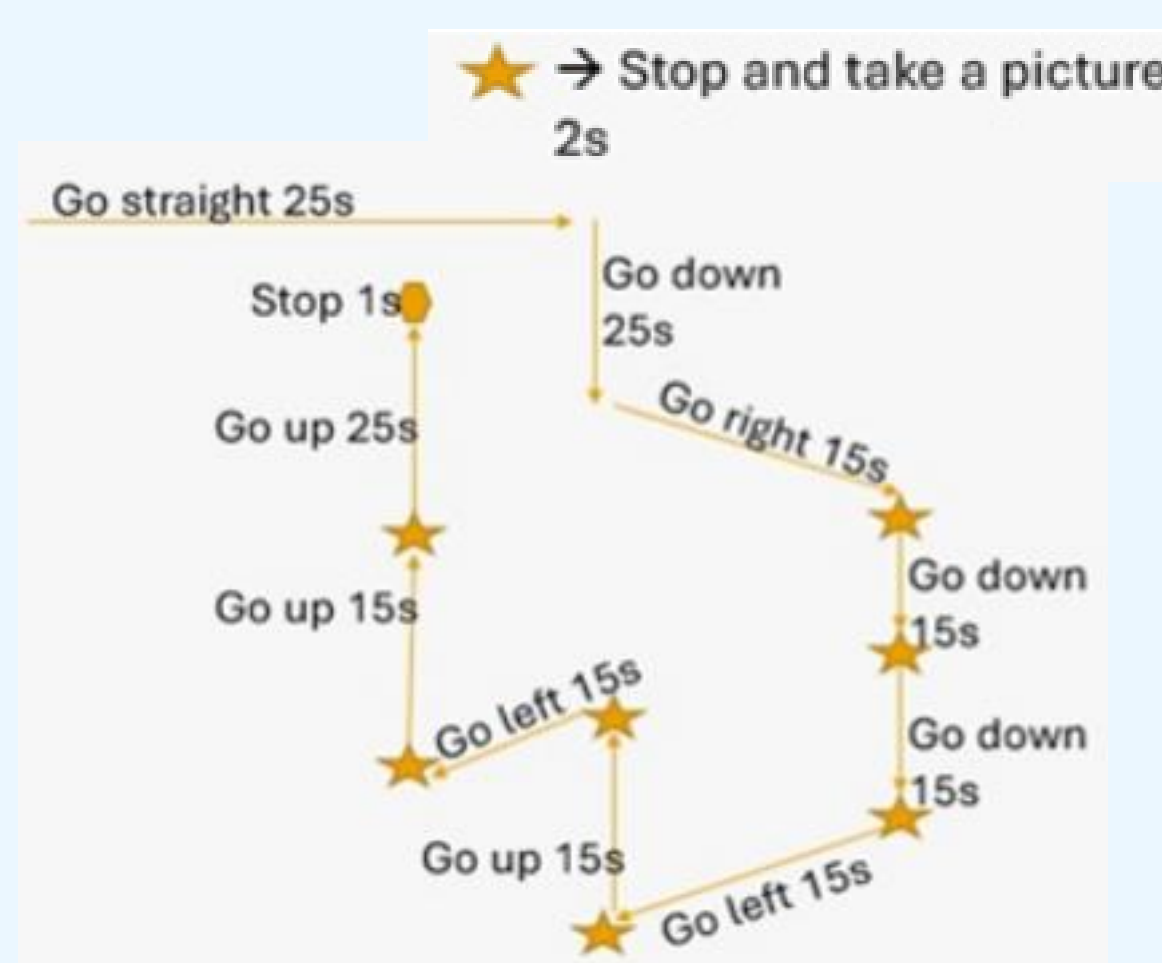 → Stop and take a picture
2s
Go straight 25s
Go down
25s
Stop 1s
Go right 15s
Go up 25s
Go down
15s
Go up 15s
Go left 15s
Go down
15s
Go up 15s
Go left 15s